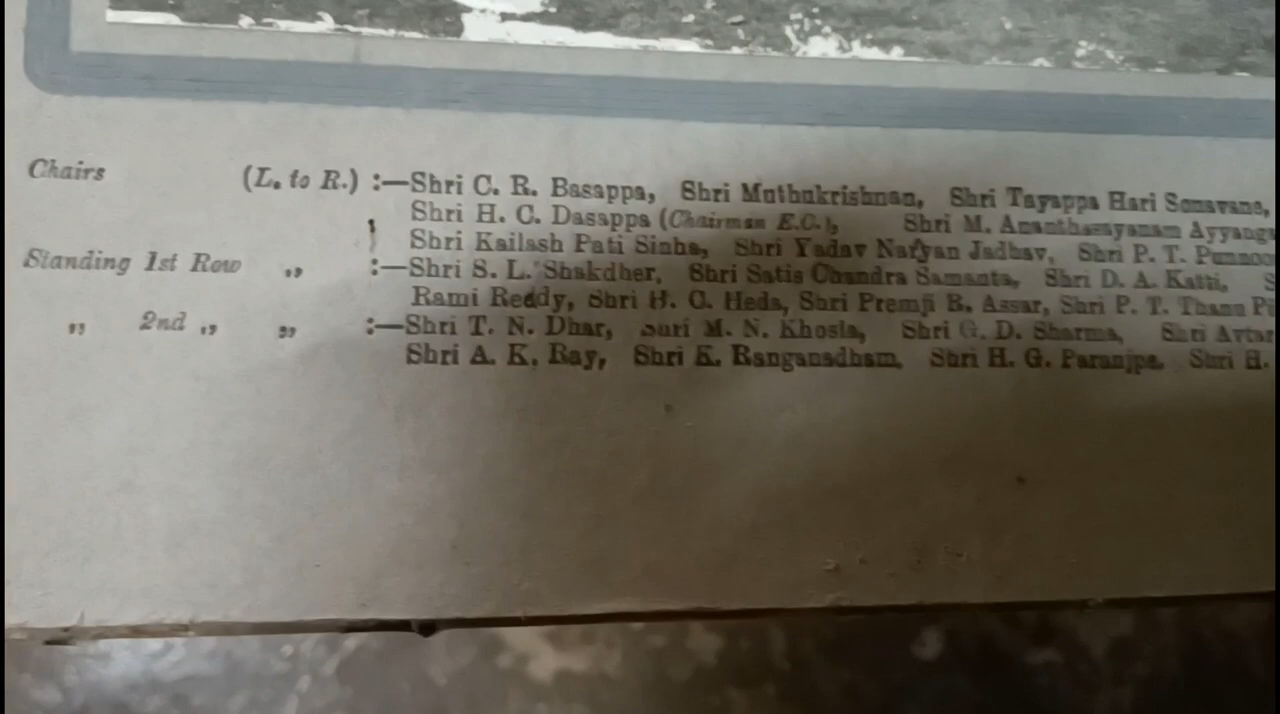 Chairs (L. to R.) :—Shri C. R. Basappa, Shri Muthukrishnan, Shri Tayappa Hari Sonavane,
Shri H. C. Dasappa (Chairman E.C.), Shri M. Ananthasayanam
Shri Kailash Pati Sinha, Shri Yadav Naryan Jadhav, Shri P. T.
Standing 1st Row ,, :—Shri S. L. Shakdher, Shri Satis Chandra Samanta, Shri D. A. Katti,
Rami Reddy, Shri H. C. Heda, Shri Premji R. Assar, Shri P. T. Thanu
,, 2nd ,, ,, :—Shri T. N. Dhar, Shri M. N. Khosla, Shri G. D. Sharma, Shri
Shri A. K. Ray, Shri K. Ranganadham, Shri H. G. Paranjpe, Shri H.